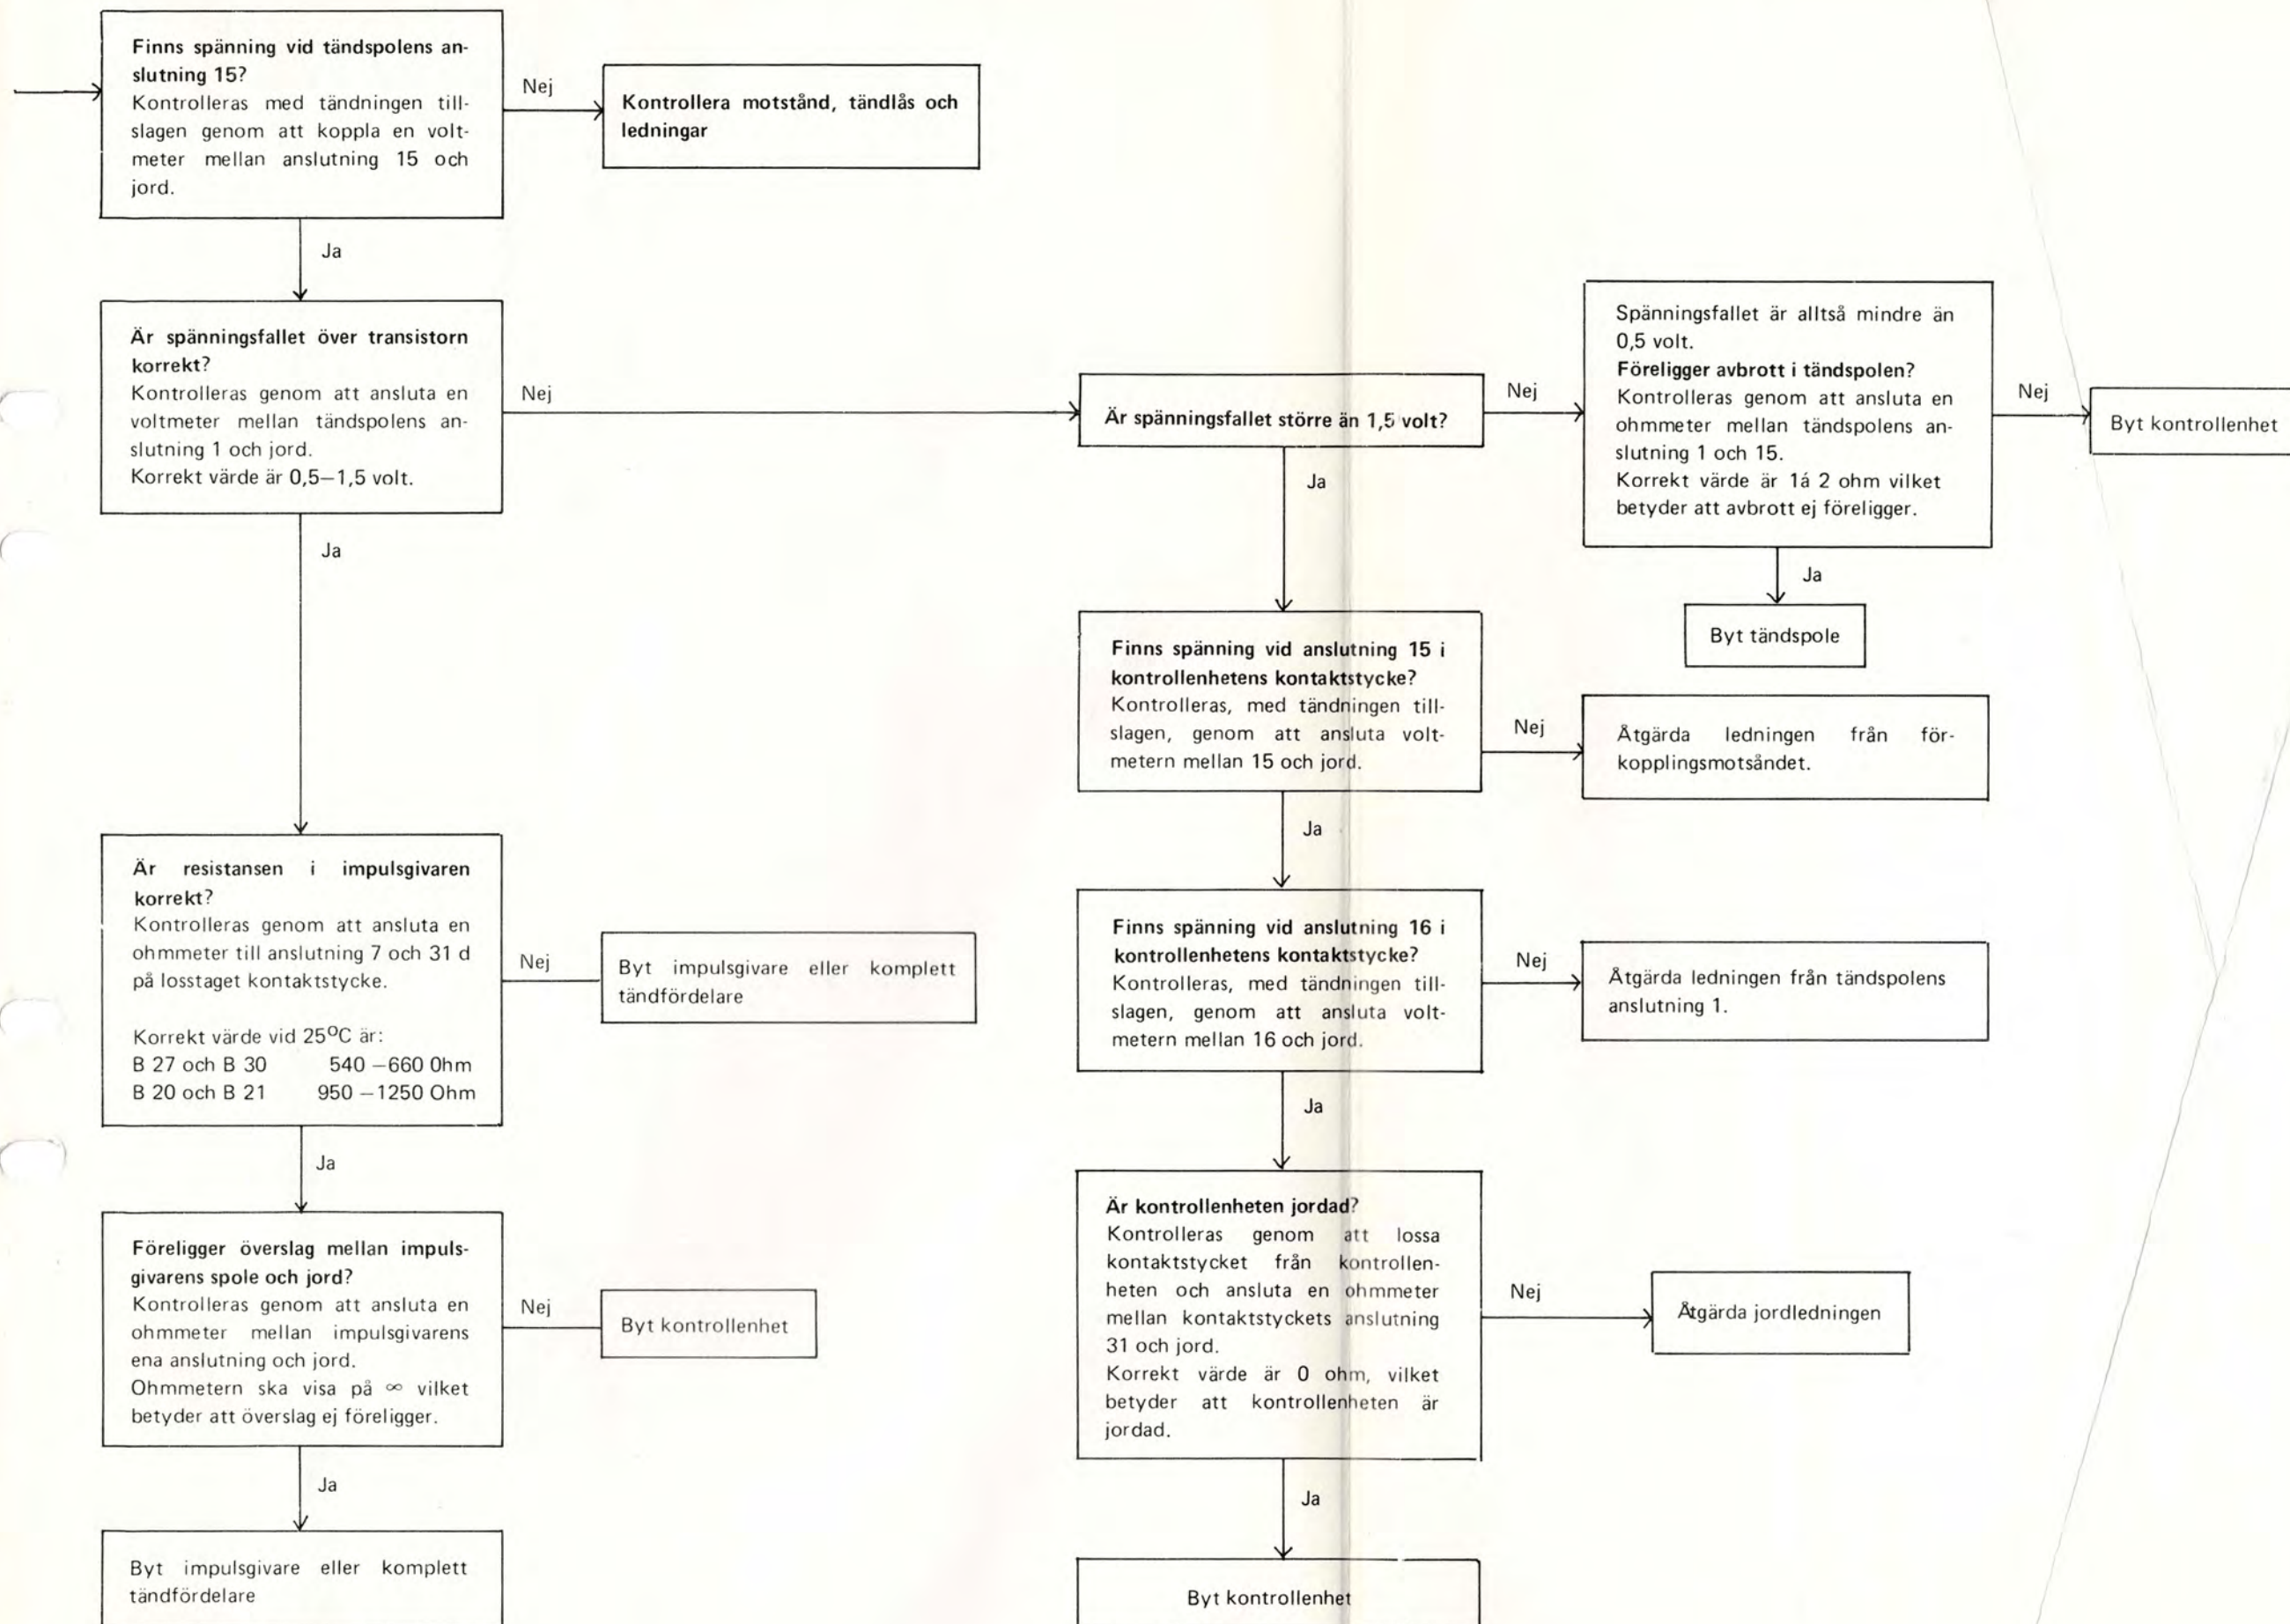 Finns spänning vid tändspolens an-
slutning 15?
Kontrolleras med tändningen till-
slagen genom att koppla en volt-
meter mellan anslutning 15 och
jord.
Nej
Kontrollera motstånd, tändlås och
ledningar
Ja
Är spänningsfallet över transistorn
korrekt?
Kontrolleras genom att ansluta en
voltmeter mellan tändspolens an-
slutning 1 och jord.
Korrekt värde är 0,5–1,5 volt.
Nej
Är spänningsfallet större än 1,5 volt?
Nej
Spänningsfallet är alltså mindre än
0,5 volt.
Föreligger avbrott i tändspolen?
Kontrolleras genom att ansluta en
ohmmeter mellan tändspolens an-
slutning 1 och 15.
Korrekt värde är 1á 2 ohm vilket
betyder att avbrott ej föreligger.
Nej
Byt kontrollenhet
Ja
Byt tändspole
Ja
Finns spänning vid anslutning 15 i
kontrollenhetens kontaktstycke?
Kontrolleras, med tändningen till-
slagen, genom att ansluta volt-
metern mellan 15 och jord.
Nej
Åtgärda ledningen från för-
kopplingsmotsåndet.
Ja
Finns spänning vid anslutning 16 i
kontrollenhetens kontaktstycke?
Kontrolleras, med tändningen till-
slagen, genom att ansluta volt-
metern mellan 16 och jord.
Nej
Åtgärda ledningen från tändspolens
anslutning 1.
Ja
Är kontrollenheten jordad?
Kontrolleras genom att lossa
kontaktstycket från kontrollen-
heten och ansluta en ohmmeter
mellan kontaktstyckets anslutning
31 och jord.
Korrekt värde är 0 ohm, vilket
betyder att kontrollenheten är
jordad.
Nej
Åtgärda jordledningen
Ja
Byt kontrollenhet
Ja
Är resistansen i impulsgivaren
korrekt?
Kontrolleras genom att ansluta en
ohmmeter till anslutning 7 och 31 d
på losstaget kontaktstycke.
Korrekt värde vid 25°C är:
B 27 och B 30 540 –660 Ohm
B 20 och B 21 950 –1250 Ohm
Nej
Byt impulsgivare eller komplett
tändfördelare
Ja
Föreligger överslag mellan impuls-
givarens spole och jord?
Kontrolleras genom att ansluta en
ohmmeter mellan impulsgivarens
ena anslutning och jord.
Ohmmetern ska visa på ∞ vilket
betyder att överslag ej föreligger.
Nej
Byt kontrollenhet
Ja
Byt impulsgivare eller komplett
tändfördelare